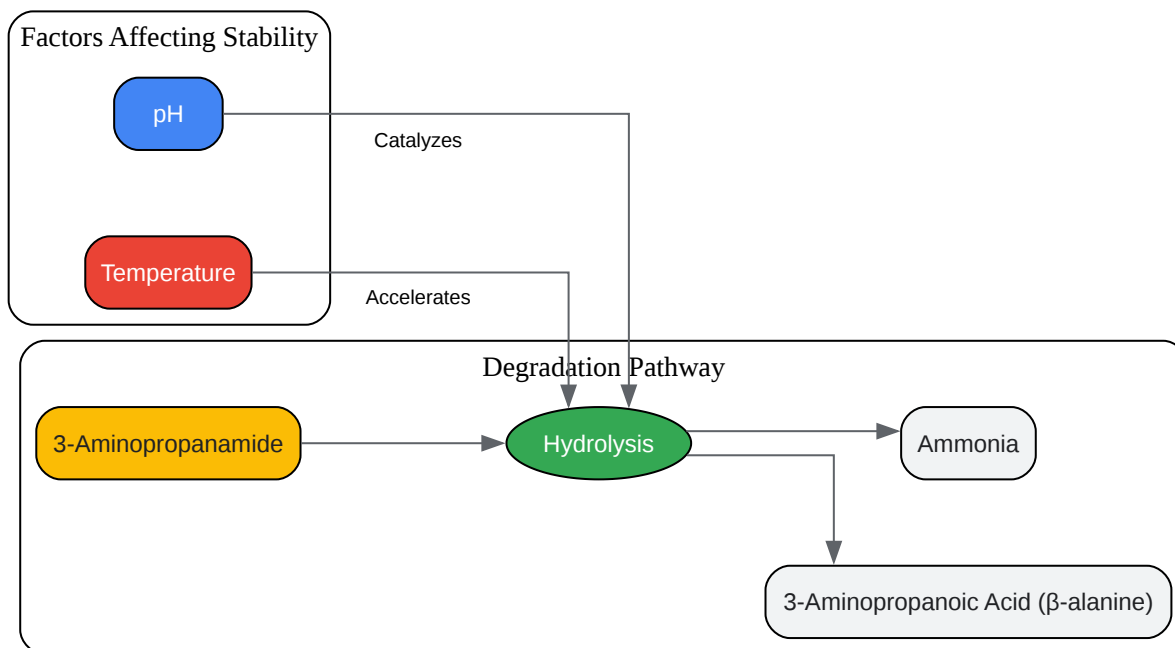 Factors Affecting Stability
pH
Catalyzes
Temperature
Accelerates
Degradation Pathway
3-Aminopropanamide
Hydrolysis
Ammonia
3-Aminopropanoic Acid (β-alanine)